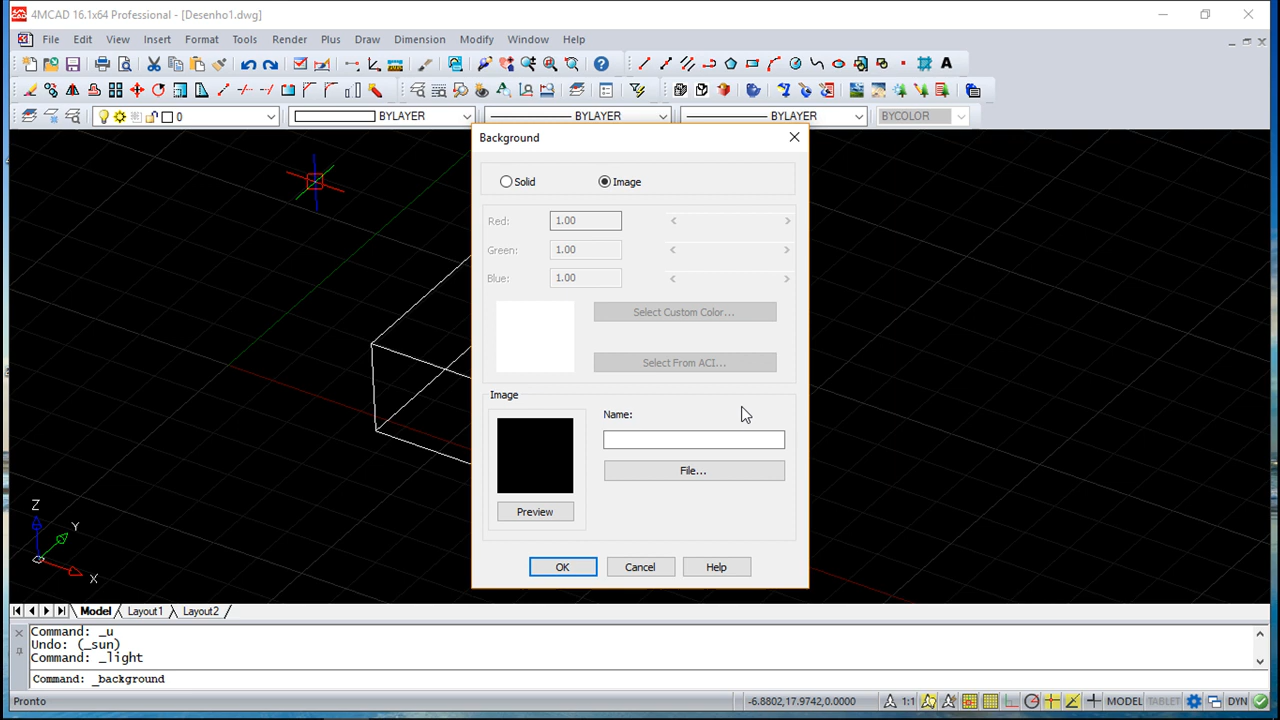 4MCAD 16.1x64 Professional - [Desenho1.dwg]
File Edit View Insert Format Tools Render Plus Draw Dimension Modify Window Help
0 BYLAYER BYLAYER BYLAYER BYCOLOR
Background
Solid Image
Red: 1.00
Green: 1.00
Blue: 1.00
Select Custom Color...
Select From ACI...
Image
Name:
File...
Preview
OK Cancel Help
Z
Y
X
Model Layout1 Layout2
Command: _u
Undo: (_sun)
Command: _light
Command: _background
Pronto -6.8802,17.9742,0.0000 1:1 MODEL TABLET DYN